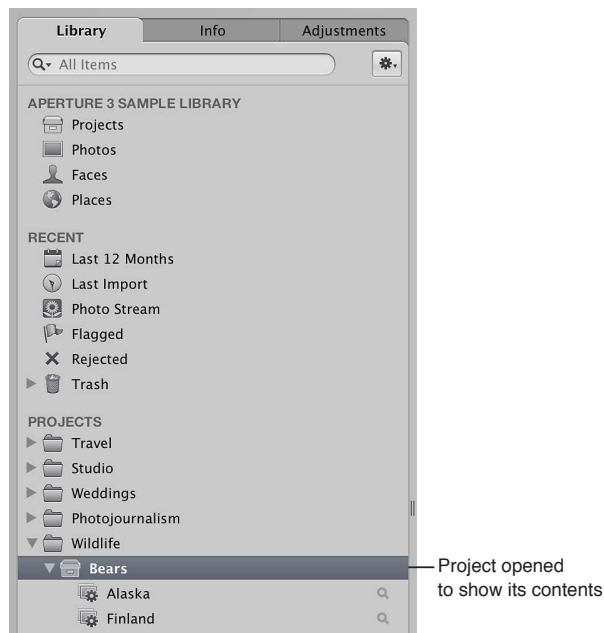 Library Info Adjustments
All Items
APERTURE 3 SAMPLE LIBRARY
Projects
Photos
Faces
Places
RECENT
Last 12 Months
Last Import
Photo Stream
Flagged
Rejected
Trash
PROJECTS
Travel
Studio
Weddings
Photojournalism
Wildlife
Bears
Alaska
Finland
Project opened
to show its contents